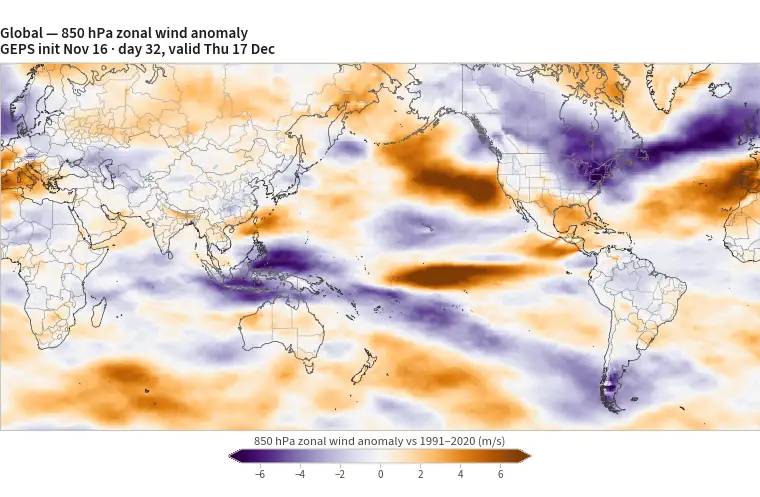 Global — 850 hPa zonal wind anomaly
GEPS init Nov 16 · day 32, valid Thu 17 Dec
850 hPa zonal wind anomaly vs 1991–2020 (m/s)
−6 −4 −2 0 2 4 6